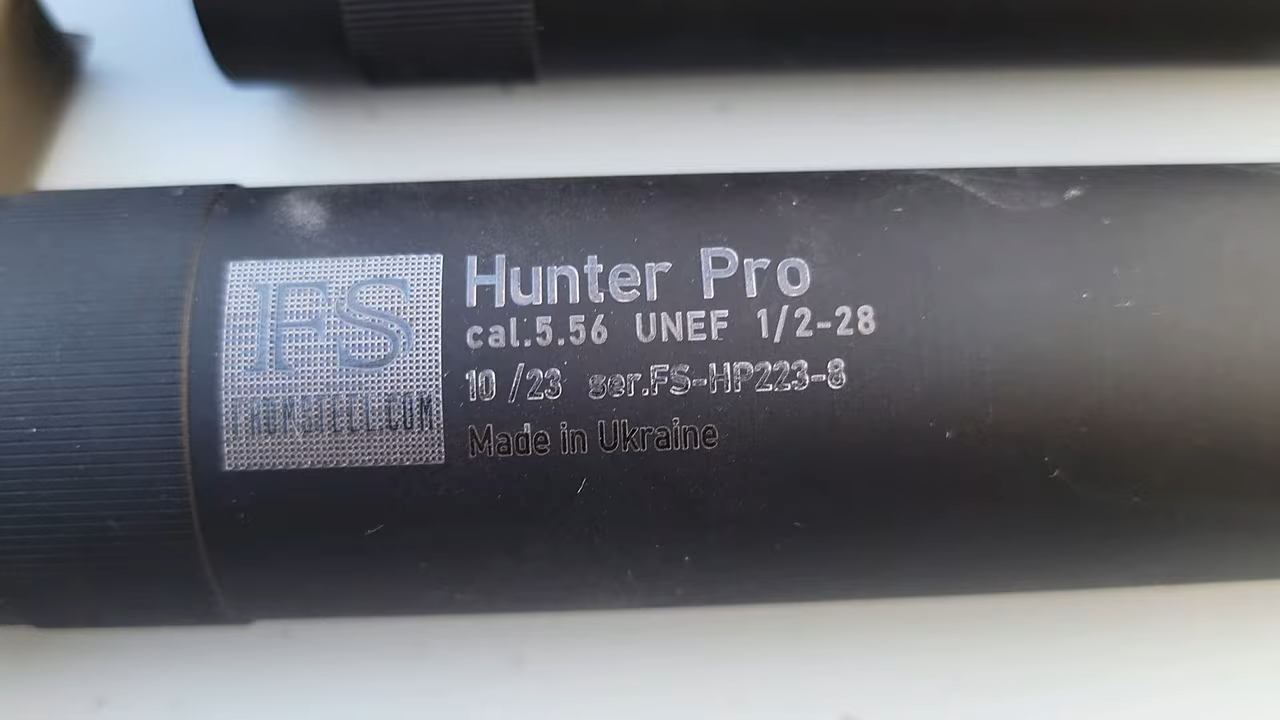 FS
Hunter Pro
cal.5.56 UNEF 1/2-28
10 /23 ser.FS-HP223-8
Made in Ukraine